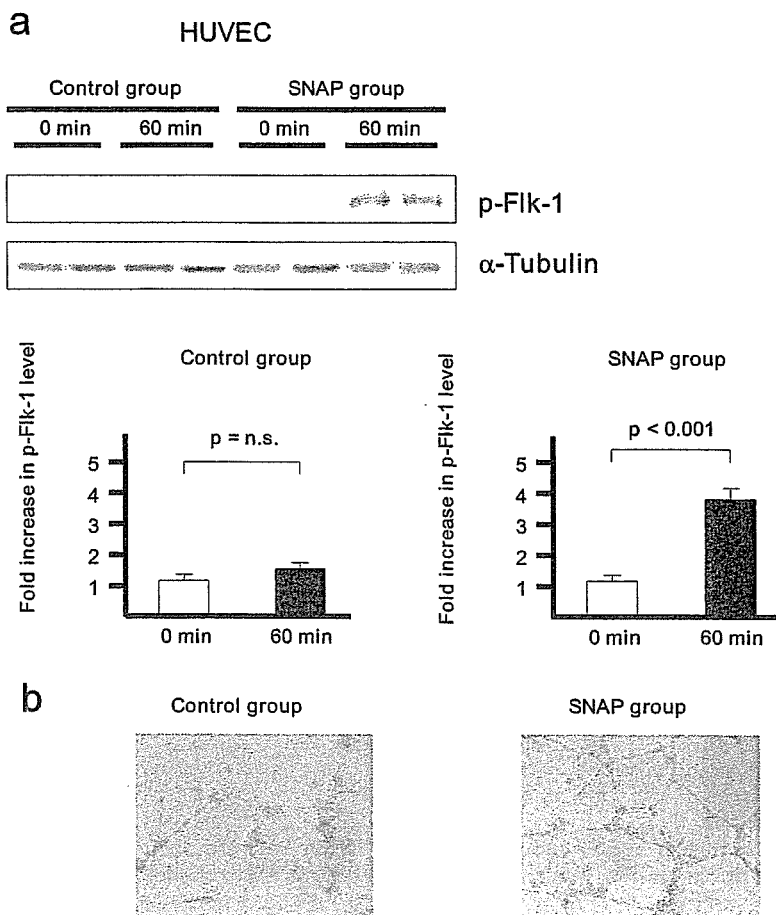 a
HUVEC
Control group SNAP group
0 min 60 min 0 min 60 min
p-Flk-1
α-Tubulin
Control group
Fold increase in p-Flk-1 level
p = n.s.
5
4
3
2
1
0 min 60 min
SNAP group
Fold increase in p-Flk-1 level
p < 0.001
5
4
3
2
1
0 min 60 min
b
Control group SNAP group